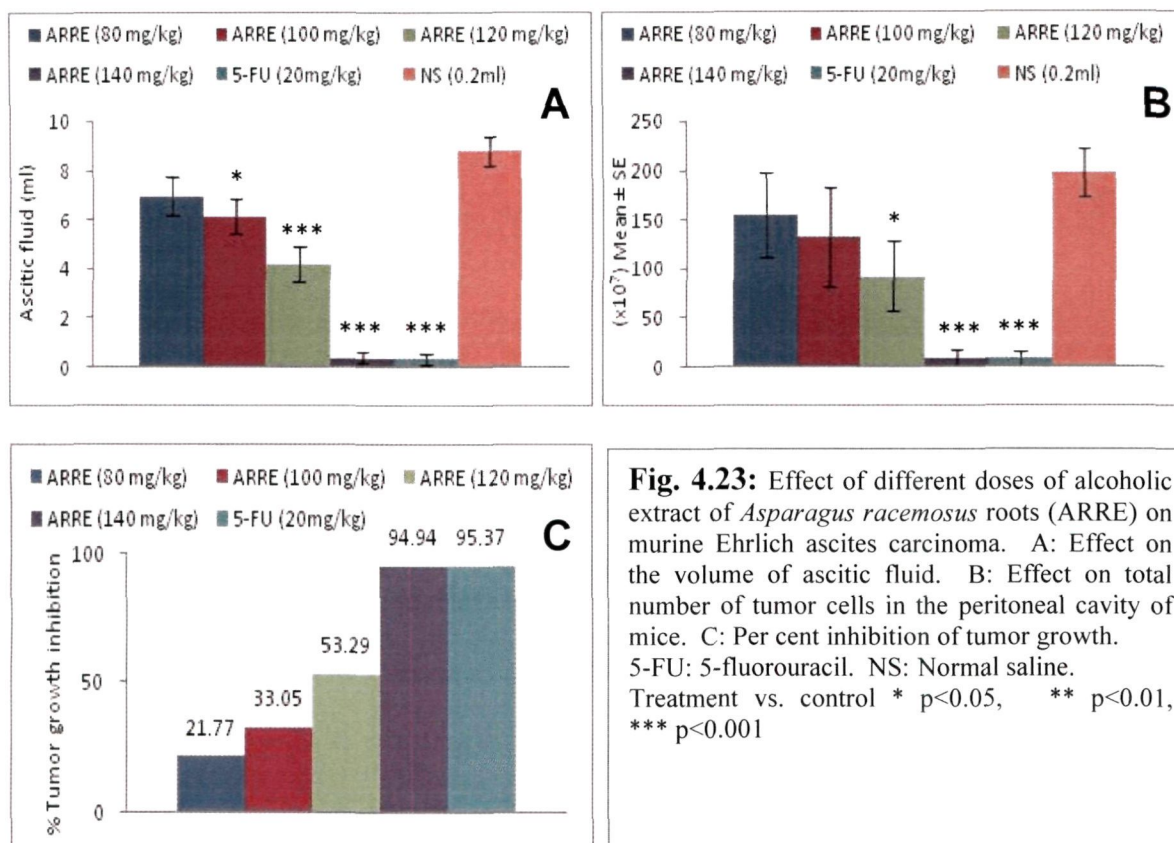 ARRE (80 mg/kg) ARRE (100 mg/kg) ARRE (120 mg/kg)
ARRE (140 mg/kg) 5-FU (20mg/kg) NS (0.2ml)
A
Ascitic fluid (ml)
10
8
6
4
2
0
*
***
***
***
ARRE (80 mg/kg) ARRE (100 mg/kg) ARRE (120 mg/kg)
ARRE (140 mg/kg) 5-FU (20mg/kg) NS (0.2ml)
B
(x10⁷) Mean ± SE
250
200
150
100
50
0
*
***
***
ARRE (80 mg/kg) ARRE (100 mg/kg) ARRE (120 mg/kg)
ARRE (140 mg/kg) 5-FU (20mg/kg)
C
% Tumor growth inhibition
100
50
0
21.77
33.05
53.29
94.94
95.37
Fig. 4.23: Effect of different doses of alcoholic
extract of Asparagus racemosus roots (ARRE) on
murine Ehrlich ascites carcinoma. A: Effect on
the volume of ascitic fluid. B: Effect on total
number of tumor cells in the peritoneal cavity of
mice. C: Per cent inhibition of tumor growth.
5-FU: 5-fluorouracil. NS: Normal saline.
Treatment vs. control * p<0.05, ** p<0.01,
*** p<0.001